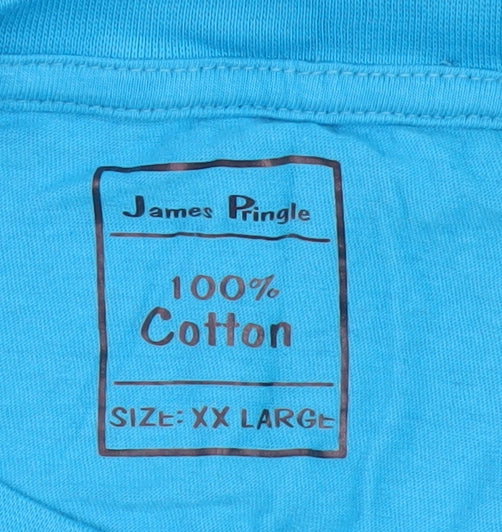 James Pringle
100%
Cotton
SIZE: XX LARGE